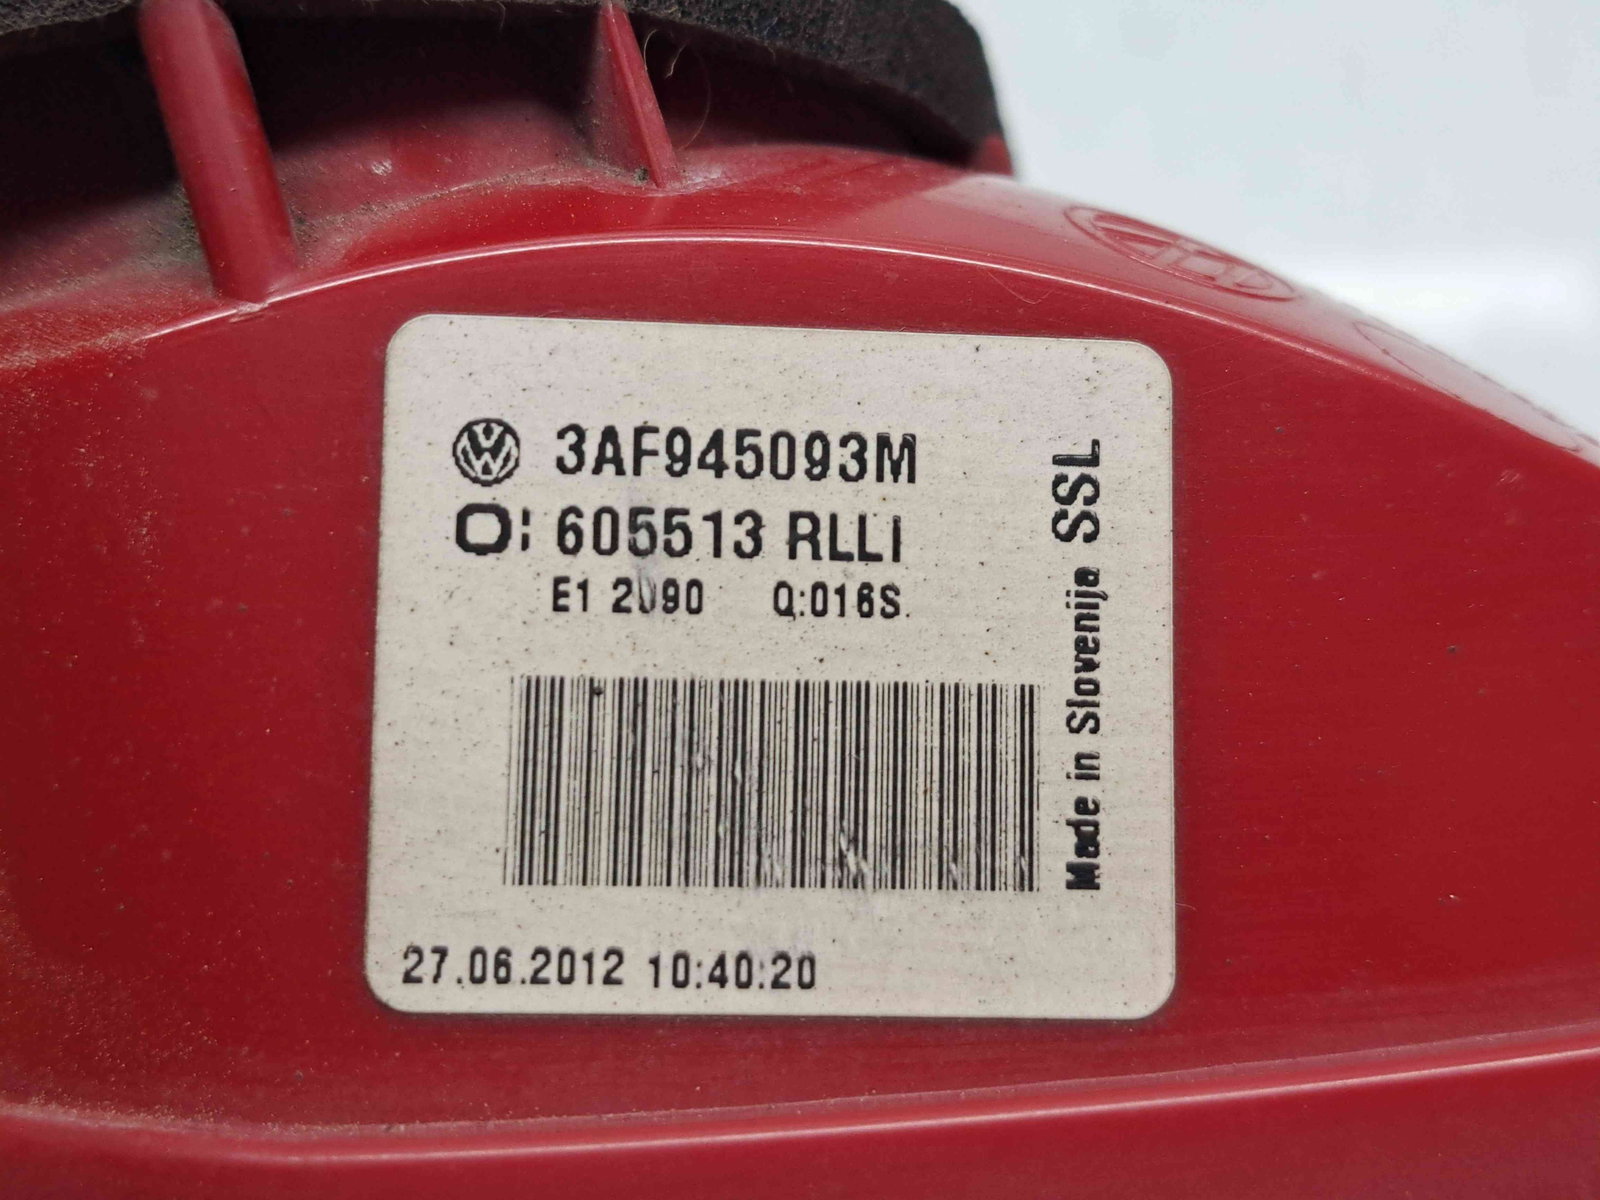 3AF945093M
O: 605513 RLLI
E1 2090 Q:016S.
27.06.2012 10:40:20
Made in Slovenija SSL